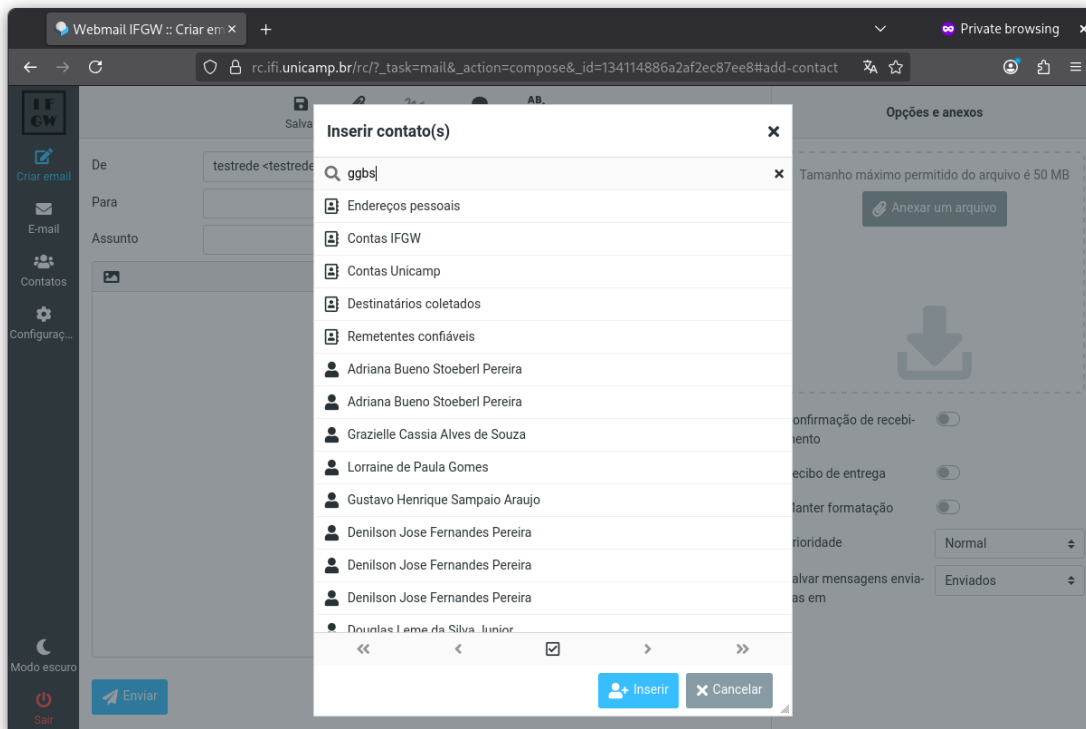 Webmail IFGW :: Criar em
Private browsing
rc.ifi.unicamp.br/rc/?_task=mail&_action=compose&_id=134114886a2af2ec87ee8#add-contact
IF
GW
Criar email
E-mail
Contatos
Configuraç...
Modo escuro
Sair
Salva
AB
De
testrede <testrede
Para
Assunto
Enviar
Inserir contato(s)
ggbs
Endereços pessoais
Contas IFGW
Contas Unicamp
Destinatários coletados
Remetentes confiáveis
Adriana Bueno Stoeberl Pereira
Adriana Bueno Stoeberl Pereira
Grazielle Cassia Alves de Souza
Lorraine de Paula Gomes
Gustavo Henrique Sampaio Araujo
Denilson Jose Fernandes Pereira
Denilson Jose Fernandes Pereira
Denilson Jose Fernandes Pereira
Douglas Leme da Silva Junior
Inserir
Cancelar
Opções e anexos
Tamanho máximo permitido do arquivo é 50 MB
Anexar um arquivo
onfirmação de recebi-
nento
ecibo de entrega
anter formatação
rioridade
Normal
alvar mensagens envia-
as em
Enviados